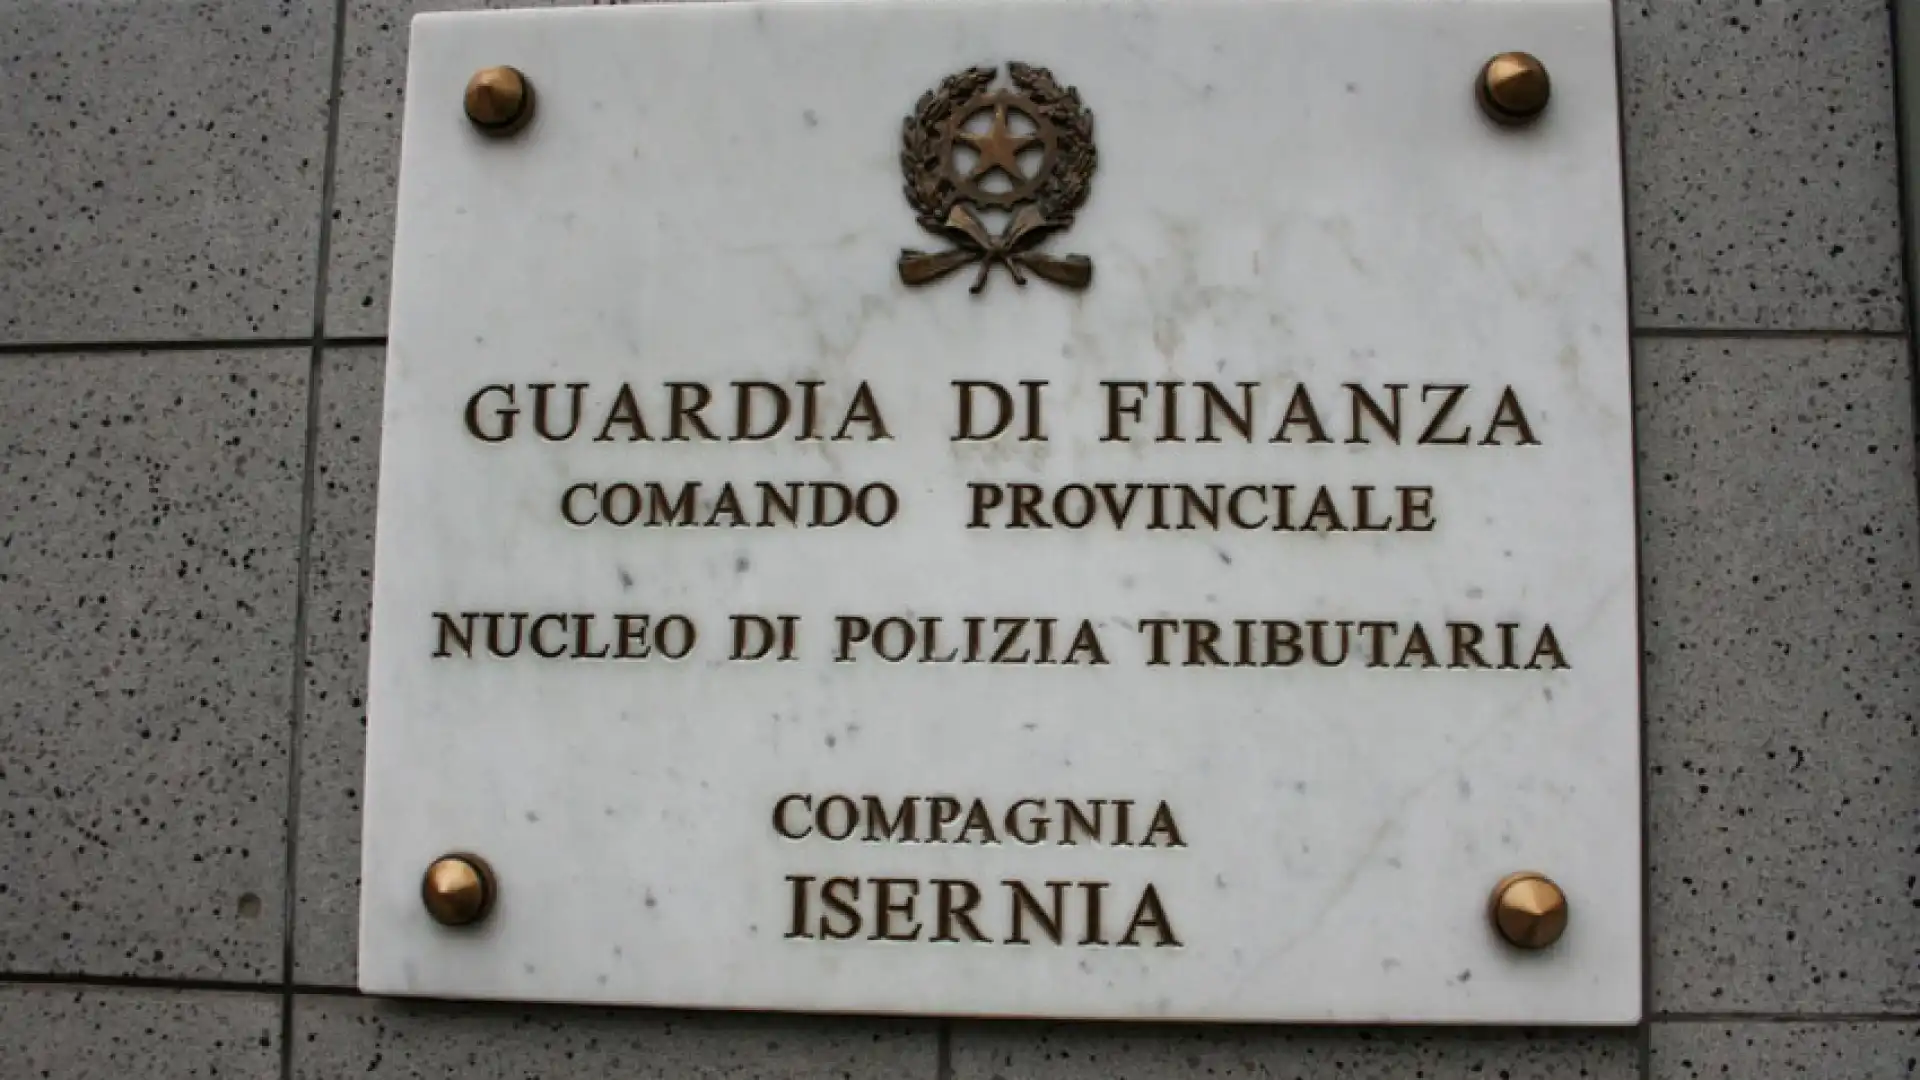 GUARDIA DI FINANZA
COMANDO PROVINCIALE
NUCLEO DI POLIZIA TRIBUTARIA
COMPAGNIA
ISERNIA